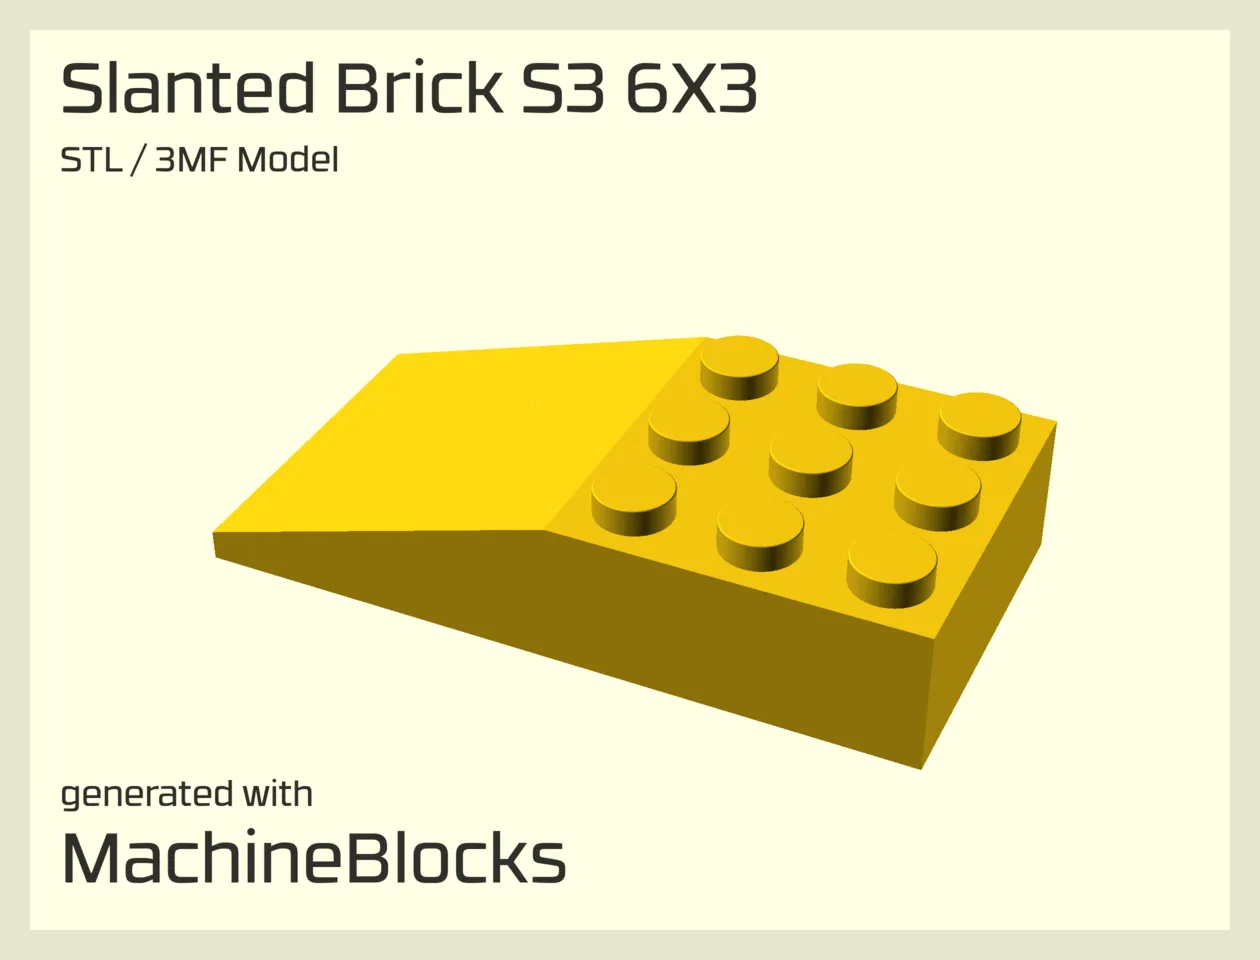 Slanted Brick S3 6X3
STL / 3MF Model
generated with
MachineBlocks